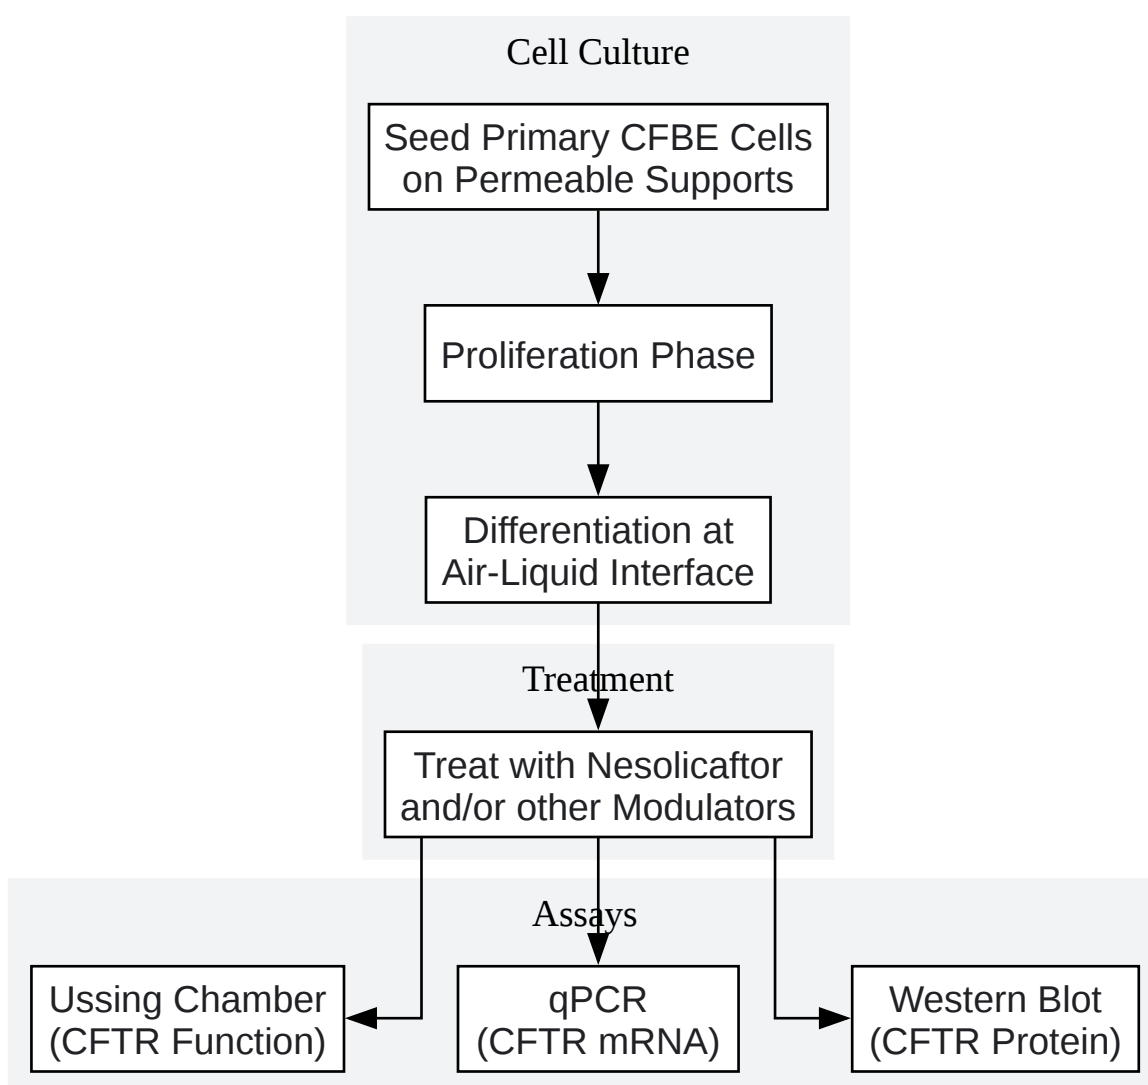 Cell Culture
Seed Primary CFBE Cells
on Permeable Supports
Proliferation Phase
Differentiation at
Air-Liquid Interface
Treatment
Treat with Nesolicaftor
and/or other Modulators
Assays
Ussing Chamber
(CFTR Function)
qPCR
(CFTR mRNA)
Western Blot
(CFTR Protein)